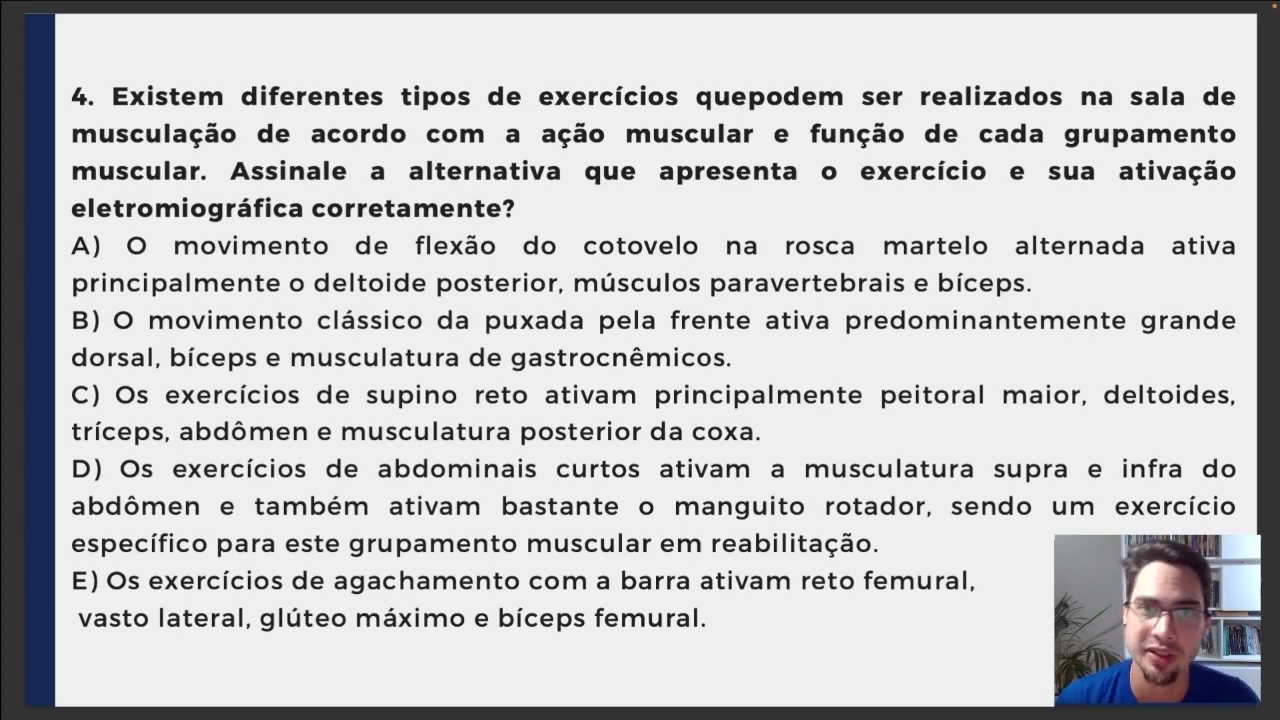 4. Existem diferentes tipos de exercícios quepodem ser realizados na sala de
musculação de acordo com a ação muscular e função de cada grupamento
muscular. Assinale a alternativa que apresenta o exercício e sua ativação
eletromiográfica corretamente?
A) O movimento de flexão do cotovelo na rosca martelo alternada ativa
principalmente o deltoide posterior, músculos paravertebrais e bíceps.
B) O movimento clássico da puxada pela frente ativa predominantemente grande
dorsal, bíceps e musculatura de gastrocnêmicos.
C) Os exercícios de supino reto ativam principalmente peitoral maior, deltoides,
tríceps, abdômen e musculatura posterior da coxa.
D) Os exercícios de abdominais curtos ativam a musculatura supra e infra do
abdômen e também ativam bastante o manguito rotador, sendo um exercício
específico para este grupamento muscular em reabilitação.
E) Os exercícios de agachamento com a barra ativam reto femural,
vasto lateral, glúteo máximo e bíceps femural.